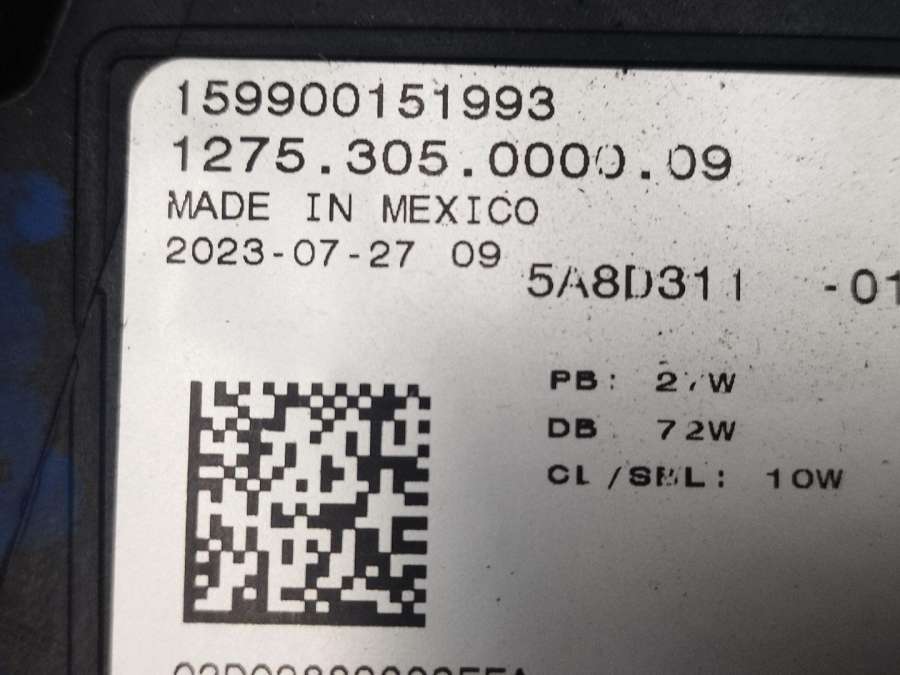 159900151993
1275.305.0000.09
MADE IN MEXICO
2023-07-27 09
5A8D311 -01
PB: 27W
DB: 72W
CL/SBL: 10W